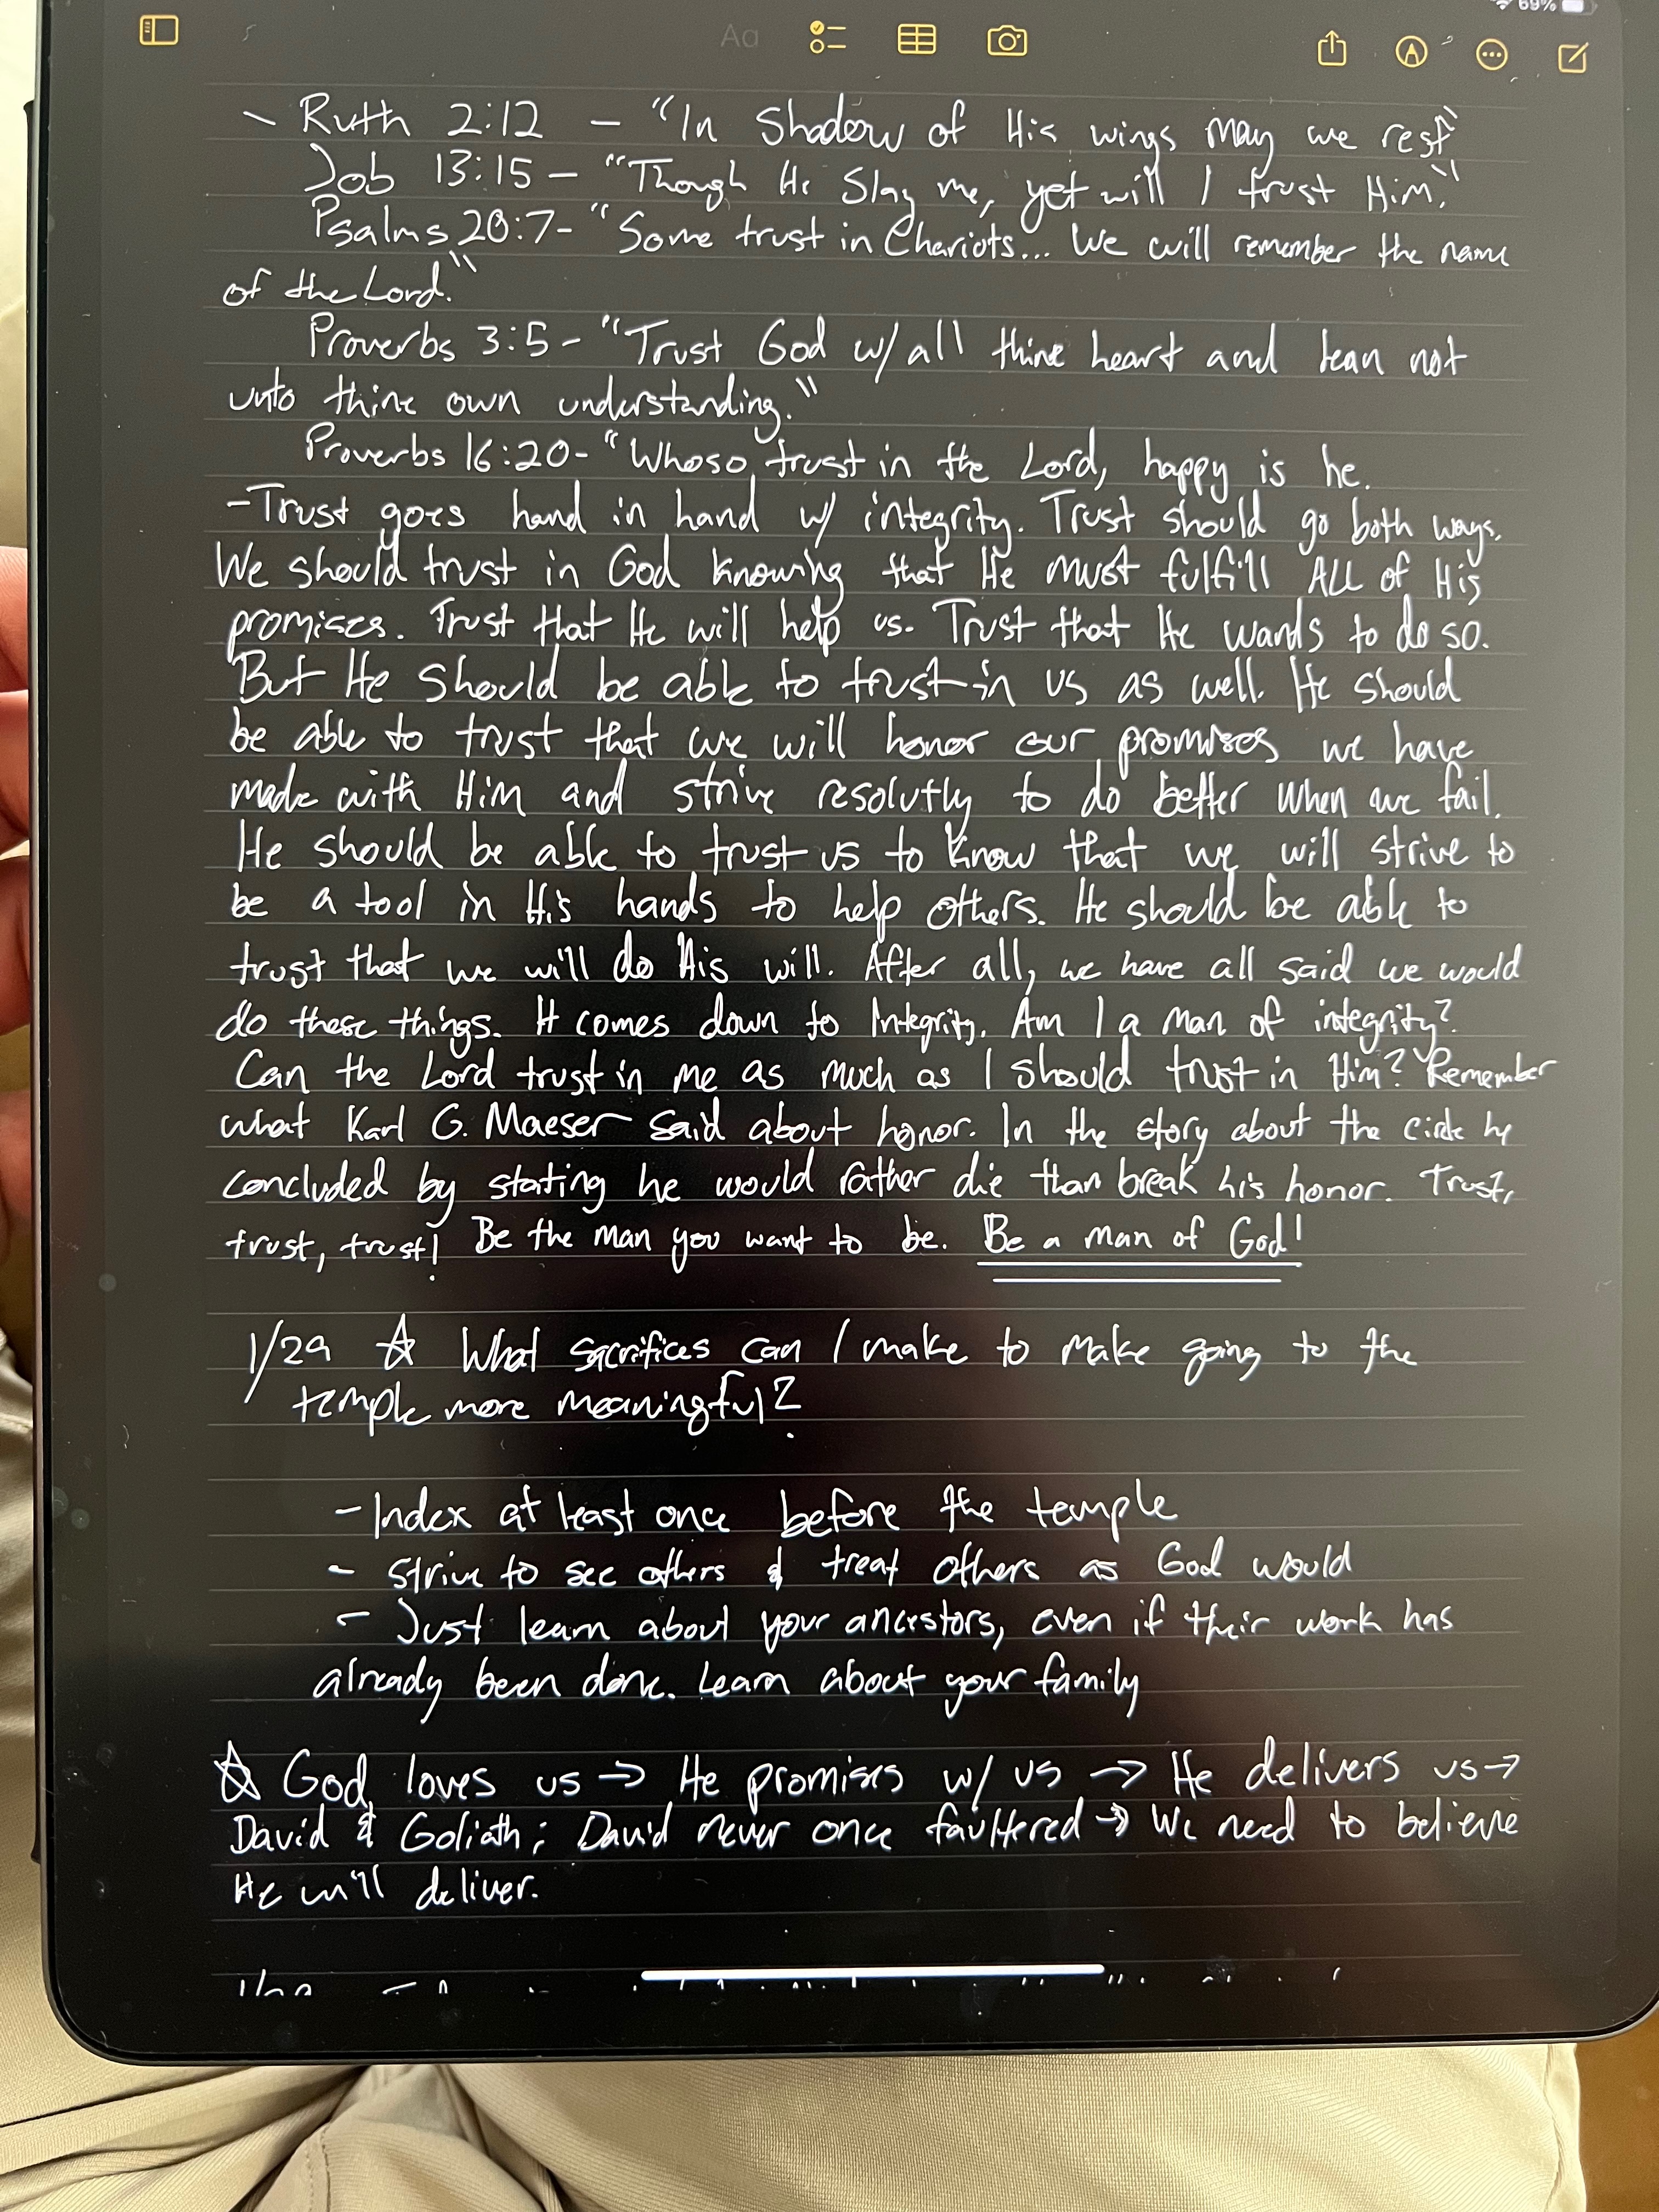 69%
Aa
- Ruth 2:12 - "In Shadow of His wings may we rest"
Job 13:15 - "Though He Slay me, yet will I trust Him."
Psalms 20:7- "Some trust in Chariots... We will remember the name
of the Lord."
Proverbs 3:5- "Trust God w/ all thine heart and lean not
unto thine own understanding."
Proverbs 16:20- "Whoso trust in the Lord, happy is he.
-Trust goes hand in hand w/ integrity. Trust should go both ways.
We should trust in God knowing that He must fulfill ALL of His
promises. Trust that He will help us. Trust that He wants to do so.
But He should be able to trust in us as well. He should
be able to trust that we will honor our promises we have
made with Him and strive resolutly to do better when we fail.
He should be able to trust us to know that we will strive to
be a tool in His hands to help others. He should be able to
trust that we will do His will. After all, we have all said we would
do these things. It comes down to Integrity. Am I a man of integrity?
Can the Lord trust in me as much as I should trust in Him? Remember
what Karl G. Maeser said about honor. In the story about the circle he
concluded by stating he would rather die than break his honor. Trust,
trust, trust! Be the man you want to be. Be a man of God!
1/29 ☆ What sacrifices can I make to make going to the
temple more meaningful?
- Index at least once before the temple
- strive to see others & treat others as God would
- Just learn about your ancestors, even if their work has
already been done. Learn about your family
☆ God loves us → He promises w/ us → He delivers us →
David & Goliath; David never once faultered → We need to believe
He will deliver.